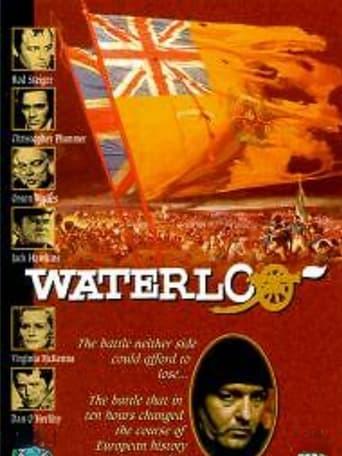 Rod Steiger
Christopher Plummer
Orson Welles
Jack Hawkins
WATERLOO
Virginia McKenna
Dan O'Herlihy
The battle neither side
could afford to
lose...
The battle that in
ten hours changed
the course of
European history